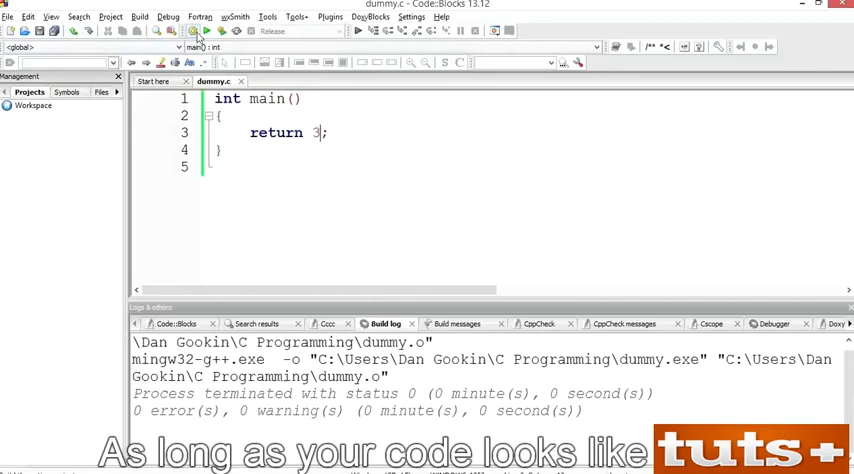 dummy.c - Code::Blocks 13.12
File Edit View Search Project Build Debug Fortran wxSmith Tools Tools+ Plugins DoxyBlocks Settings Help
Release
<global> main() : int /** *<
S C
Management
Projects Symbols Files
Workspace
Start here dummy.c
1 int main()
2 {
3 return 3;
4 }
5
Logs & others
Code::Blocks Search results Cccc Build log Build messages CppCheck CppCheck messages Cscope Debugger Doxy
\Dan Gookin\C Programming\dummy.o"
mingw32-g++.exe -o "C:\Users\Dan Gookin\C Programming\dummy.exe" "C:\Users\Dan
Gookin\C Programming\dummy.o"
Process terminated with status 0 (0 minute(s), 0 second(s))
0 error(s), 0 warning(s) (0 minute(s), 0 second(s))
As long as your code looks like
tuts+